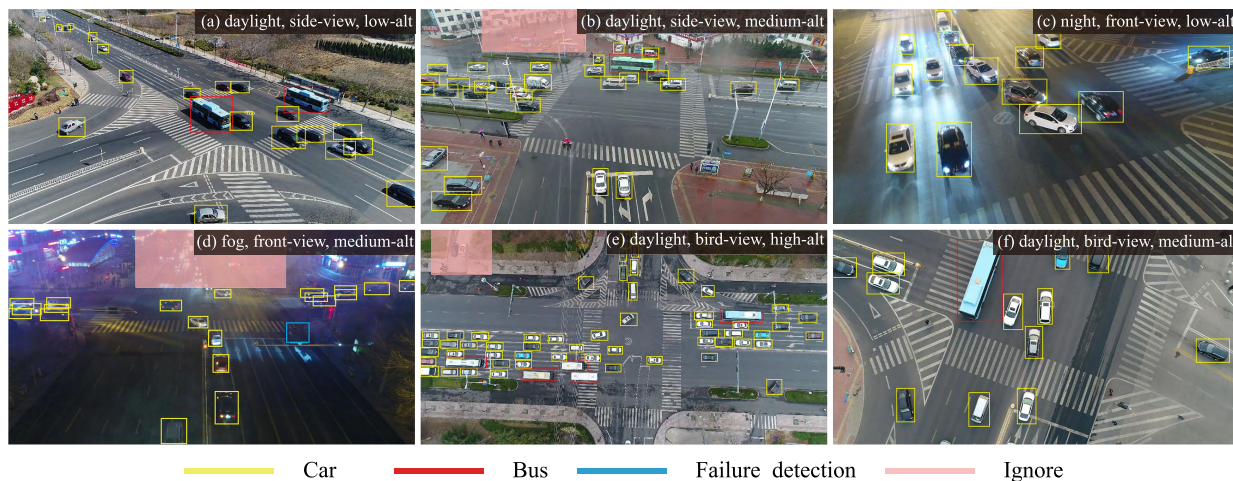 (a) daylight, side-view, low-alt
(b) daylight, side-view, medium-alt
(c) night, front-view, low-alt
(d) fog, front-view, medium-alt
(e) daylight, bird-view, high-alt
(f) daylight, bird-view, medium-al
Car
Bus
Failure detection
Ignore